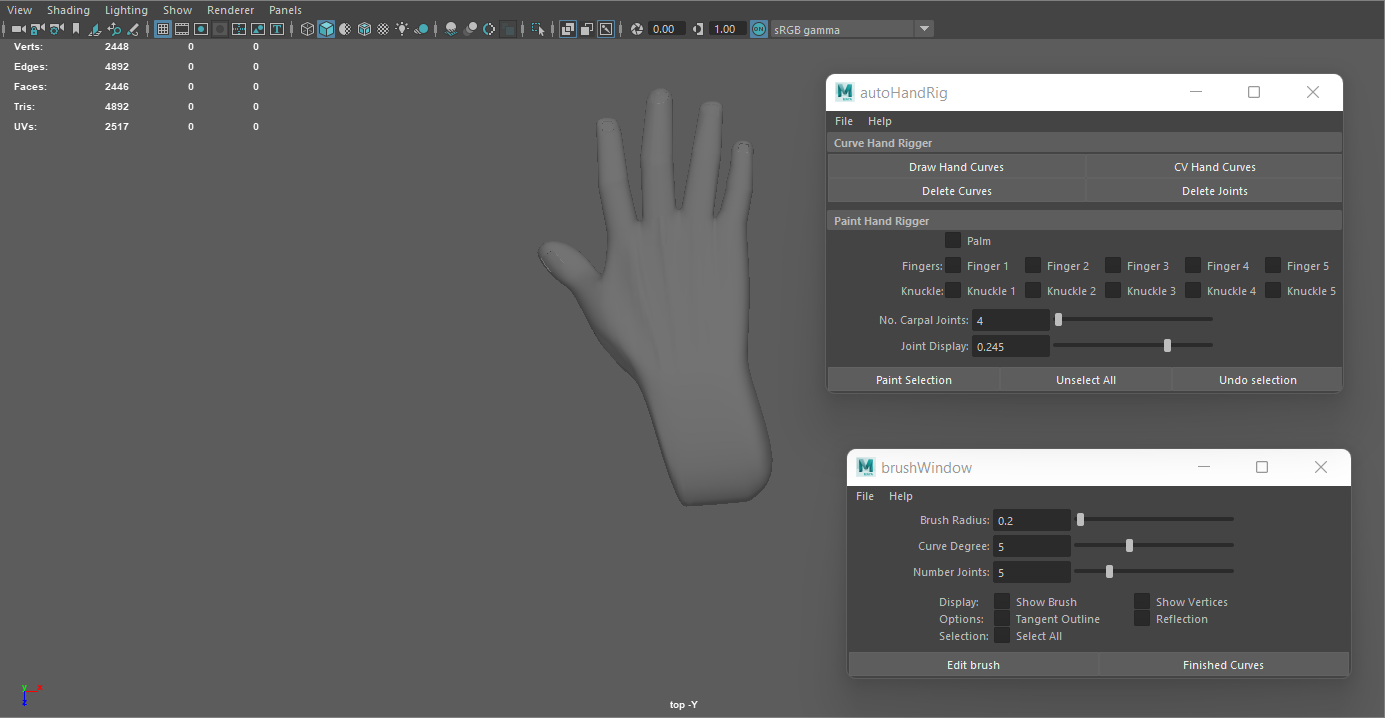 View Shading Lighting Show Renderer Panels
0.00 1.00 ON sRGB gamma
Verts: 2448 0 0
Edges: 4892 0 0
Faces: 2446 0 0
Tris: 4892 0 0
UVs: 2517 0 0
autoHandRig
File Help
Curve Hand Rigger
Draw Hand Curves CV Hand Curves
Delete Curves Delete Joints
Paint Hand Rigger
Palm
Fingers: Finger 1 Finger 2 Finger 3 Finger 4 Finger 5
Knuckle: Knuckle 1 Knuckle 2 Knuckle 3 Knuckle 4 Knuckle 5
No. Carpal Joints: 4
Joint Display: 0.245
Paint Selection Unselect All Undo selection
brushWindow
File Help
Brush Radius: 0.2
Curve Degree: 5
Number Joints: 5
Display: Show Brush Show Vertices
Options: Tangent Outline Reflection
Selection: Select All
Edit brush Finished Curves
y x
z
top -Y